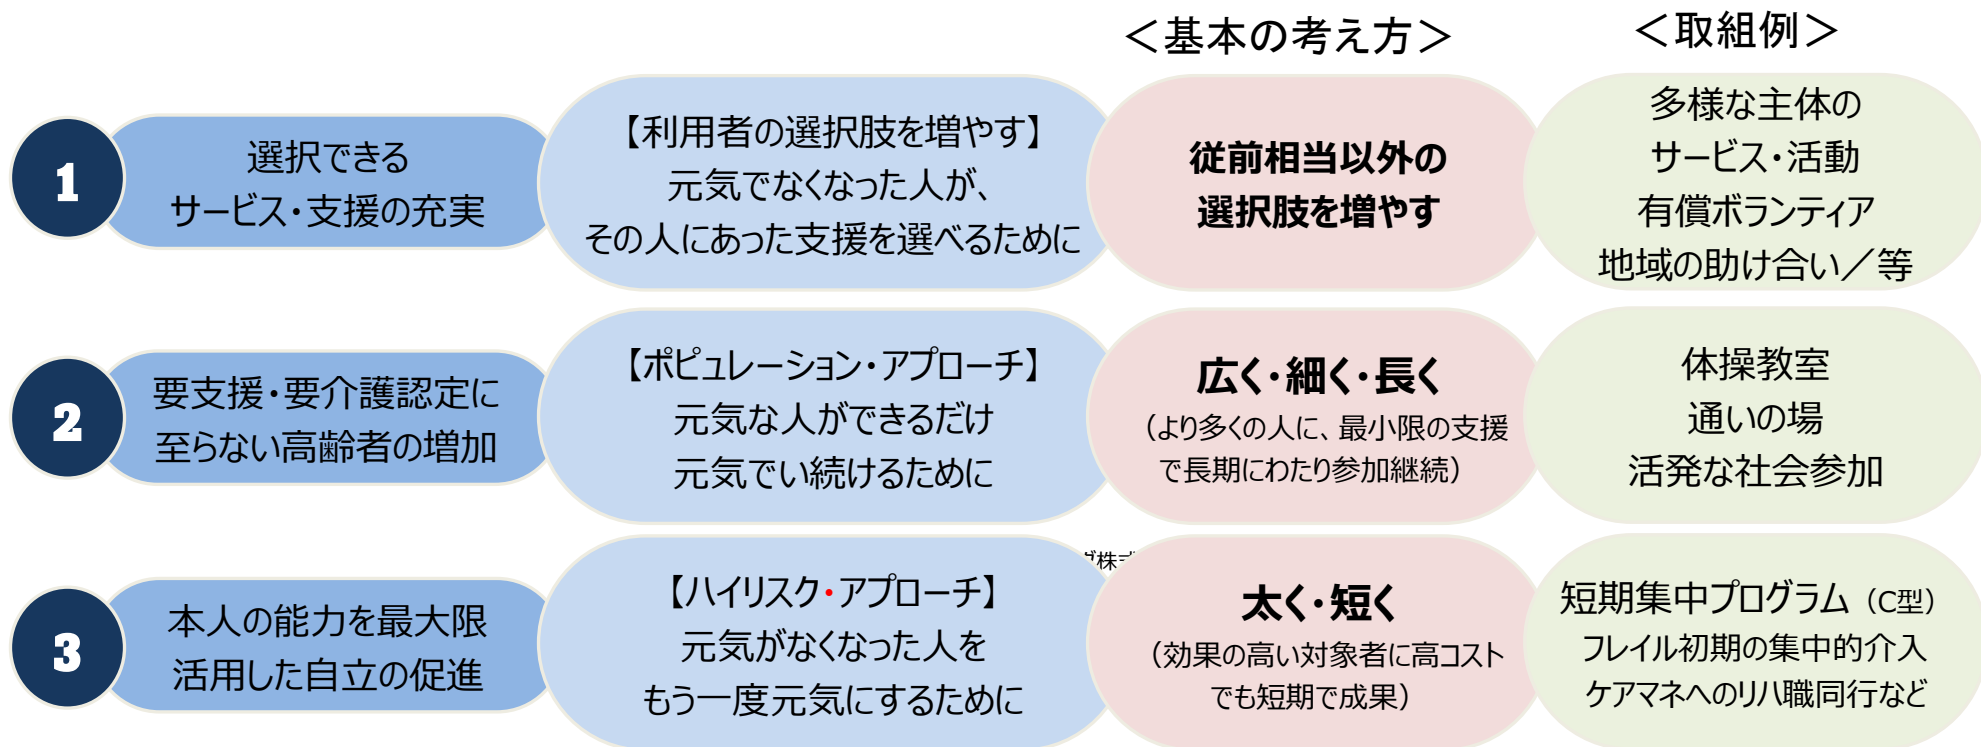 ＜基本の考え方＞
＜取組例＞
1
選択できる
サービス・支援の充実
【利用者の選択肢を増やす】
元気でなくなった人が、
その人にあった支援を選べるために
従前相当以外の
選択肢を増やす
多様な主体の
サービス・活動
有償ボランティア
地域の助け合い／等
2
要支援・要介護認定に
至らない高齢者の増加
【ポピュレーション・アプローチ】
元気な人ができるだけ
元気でい続けるために
広く・細く・長く
（より多くの人に、最小限の支援
で長期にわたり参加継続）
体操教室
通いの場
活発な社会参加
3
本人の能力を最大限
活用した自立の促進
【ハイリスク・アプローチ】
元気がなくなった人を
もう一度元気にするために
太く・短く
（効果の高い対象者に高コスト
でも短期で成果）
短期集中プログラム（C型）
フレイル初期の集中的介入
ケアマネへのリハ職同行など